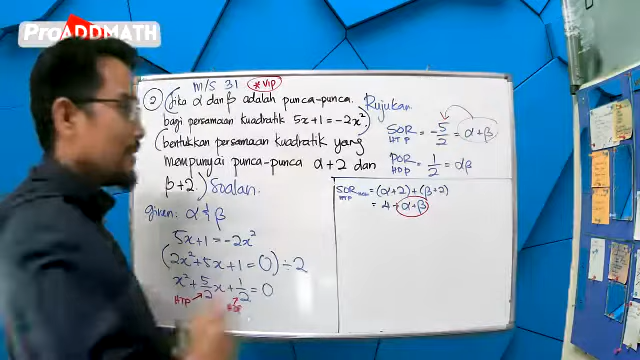 ProADDMATH
M/S 31 *VIP
② Jika α dan β adalah punca-punca
bagi persamaan kuadratik 5x+1=-2x²)
(bentukkan persamaan kuadratik yang
mempunyai punca-punca α+2 dan
β+2.) Soalan.
given: α & β
5x+1 = -2x²
(2x²+5x+1 = 0) ÷ 2
x² + 5/2 x + 1/2 = 0
HTP
Rujukan
SOR = -5/2 = α+β
HTP
POR = 1/2 = αβ
HDP
SOR = (α+2) + (β+2)
HTP
= 4 + α+β